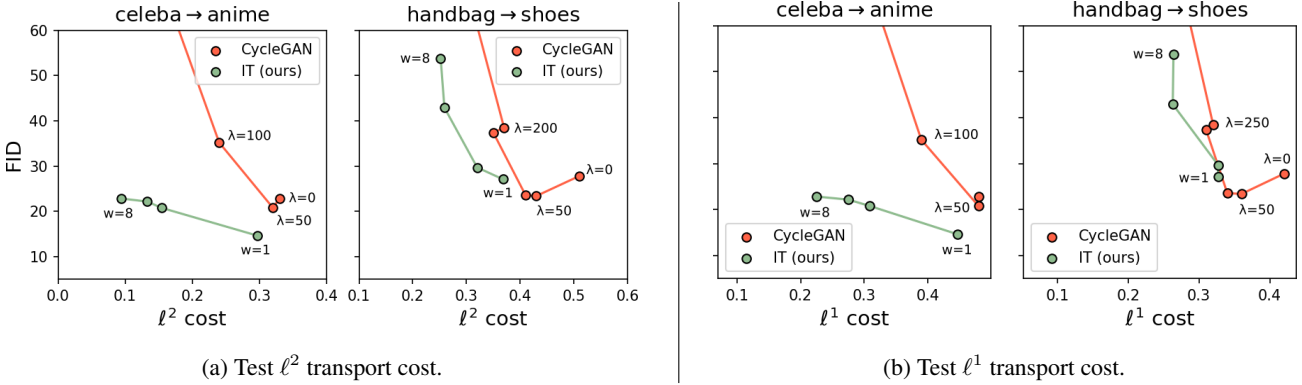 celeba→anime
60
50
40
30
20
10
FID
CycleGAN
IT (ours)
λ=100
λ=0
λ=50
w=8
w=1
0.0 0.1 0.2 0.3 0.4
ℓ² cost
handbag→shoes
CycleGAN
IT (ours)
w=8
λ=200
λ=0
w=1
λ=50
0.2 0.3 0.4 0.5 0.6
ℓ² cost
(a) Test ℓ² transport cost.
celeba→anime
λ=100
λ=50
w=8
w=1
CycleGAN
IT (ours)
0.1 0.2 0.3 0.4
ℓ¹ cost
handbag→shoes
w=8
λ=250
λ=0
w=1
λ=50
CycleGAN
IT (ours)
0.1 0.2 0.3 0.4
ℓ¹ cost
(b) Test ℓ¹ transport cost.